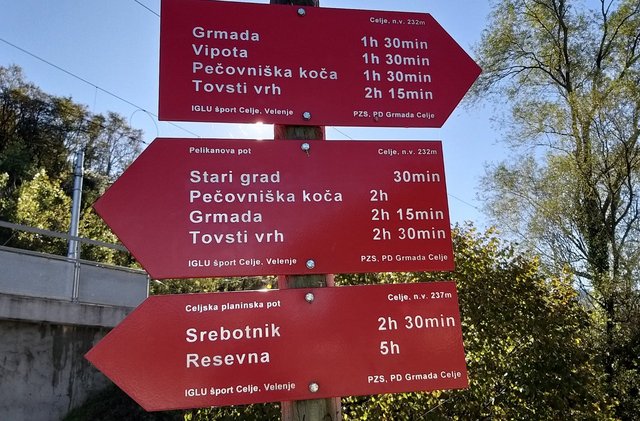 Celje, n.v. 232m
Grmada 1h 30min
Vipota 1h 30min
Pečovniška koča 1h 30min
Tovsti vrh 2h 15min
IGLU šport Celje, Velenje PZS, PD Grmada Celje
Pelikanova pot Celje, n.v. 232m
Stari grad 30min
Pečovniška koča 2h
Grmada 2h 15min
Tovsti vrh 2h 30min
IGLU šport Celje, Velenje PZS, PD Grmada Celje
Celjska planinska pot Celje, n.v. 237m
Srebotnik 2h 30min
Resevna 5h
IGLU šport Celje, Velenje PZS, PD Grmada Celje